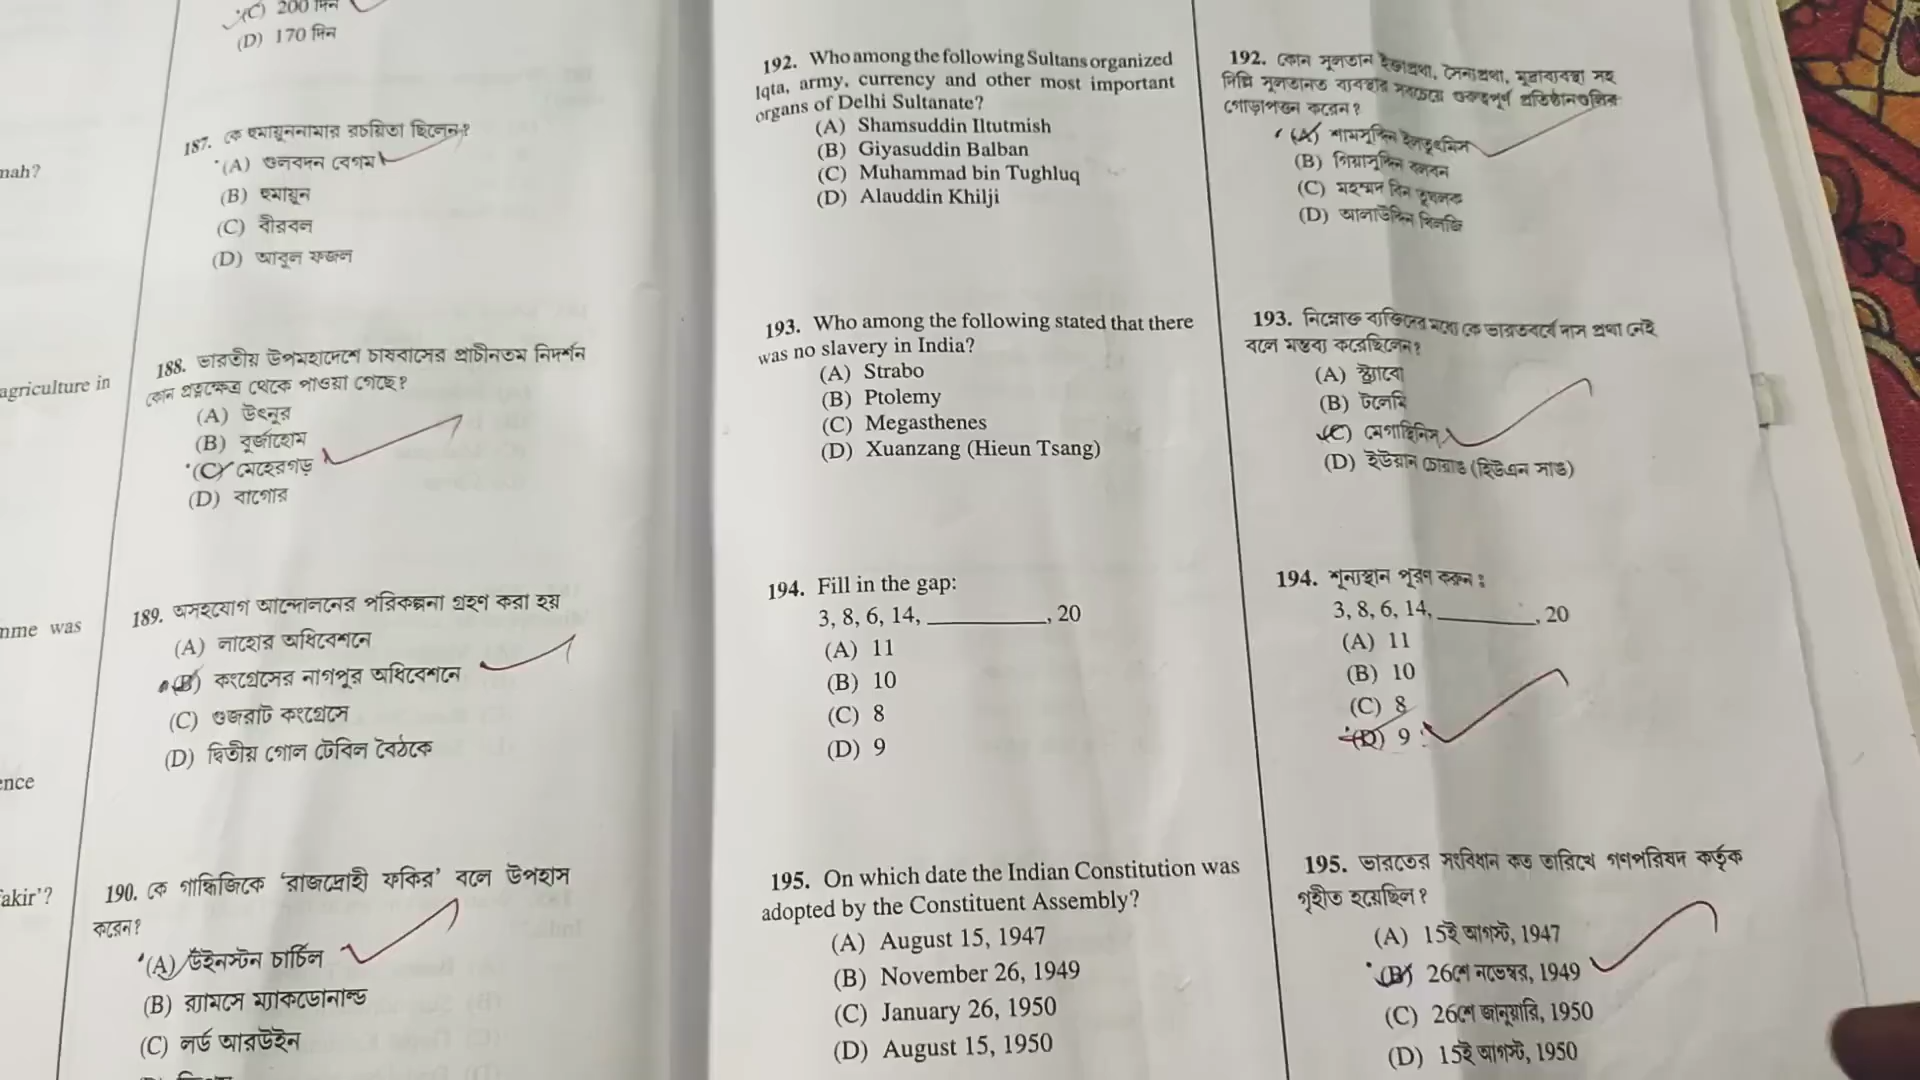 (C) 200 দিন
(D) 170 দিন
nah?
187. কে হুমায়ূননামার রচয়িতা ছিলেন?
(A) গুলবদন বেগম
(B) হুমায়ূন
(C) বীরবল
(D) আবুল ফজল
agriculture in
188. ভারতীয় উপমহাদেশে চাষবাসের প্রাচীনতম নিদর্শন
কোন প্রত্নক্ষেত্র থেকে পাওয়া গেছে?
(A) উৎনূর
(B) বুর্জাহোম
(C) মেহেরগড়
(D) বাগোর
mme was
189. অসহযোগ আন্দোলনের পরিকল্পনা গ্রহণ করা হয়
(A) লাহোর অধিবেশনে
(B) কংগ্রেসের নাগপুর অধিবেশনে
(C) গুজরাট কংগ্রেসে
(D) দ্বিতীয় গোল টেবিল বৈঠকে
ence
akir'?
190. কে গান্ধিজিকে 'রাজদ্রোহী ফকির' বলে উপহাস
করেন?
(A) উইনস্টন চার্চিল
(B) র‍্যামসে ম্যাকডোনাল্ড
(C) লর্ড আরউইন
192. Who among the following Sultans organized
Iqta, army, currency and other most important
organs of Delhi Sultanate?
(A) Shamsuddin Iltutmish
(B) Giyasuddin Balban
(C) Muhammad bin Tughluq
(D) Alauddin Khilji
193. Who among the following stated that there
was no slavery in India?
(A) Strabo
(B) Ptolemy
(C) Megasthenes
(D) Xuanzang (Hieun Tsang)
194. Fill in the gap:
3, 8, 6, 14, __________, 20
(A) 11
(B) 10
(C) 8
(D) 9
195. On which date the Indian Constitution was
adopted by the Constituent Assembly?
(A) August 15, 1947
(B) November 26, 1949
(C) January 26, 1950
(D) August 15, 1950
192. কোন সুলতান ইক্তাপ্রথা, সৈন্যপ্রথা, মুদ্রাব্যবস্থা সহ
দিল্লি সুলতানত ব্যবস্থার সবচেয়ে গুরুত্বপূর্ণ প্রতিষ্ঠানগুলির
গোড়াপত্তন করেন?
(A) শামসুদ্দিন ইলতুৎমিস
(B) গিয়াসুদ্দিন বলবন
(C) মহম্মদ বিন তুঘলক
(D) আলাউদ্দিন খিলজি
193. নিম্নোক্ত ব্যক্তিদের মধ্যে কে ভারতবর্ষে দাস প্রথা নেই
বলে মন্তব্য করেছিলেন?
(A) স্ট্র্যাবো
(B) টলেমি
(C) মেগাস্থিনিস
(D) ইউয়ান চোয়াঙ (হিউএন সাঙ)
194. শূন্যস্থান পূরণ করুন :
3, 8, 6, 14, __________, 20
(A) 11
(B) 10
(C) 8
(D) 9
195. ভারতের সংবিধান কত তারিখে গণপরিষদ কর্তৃক
গৃহীত হয়েছিল?
(A) 15ই আগস্ট, 1947
(B) 26শে নভেম্বর, 1949
(C) 26শে জানুয়ারি, 1950
(D) 15ই আগস্ট, 1950